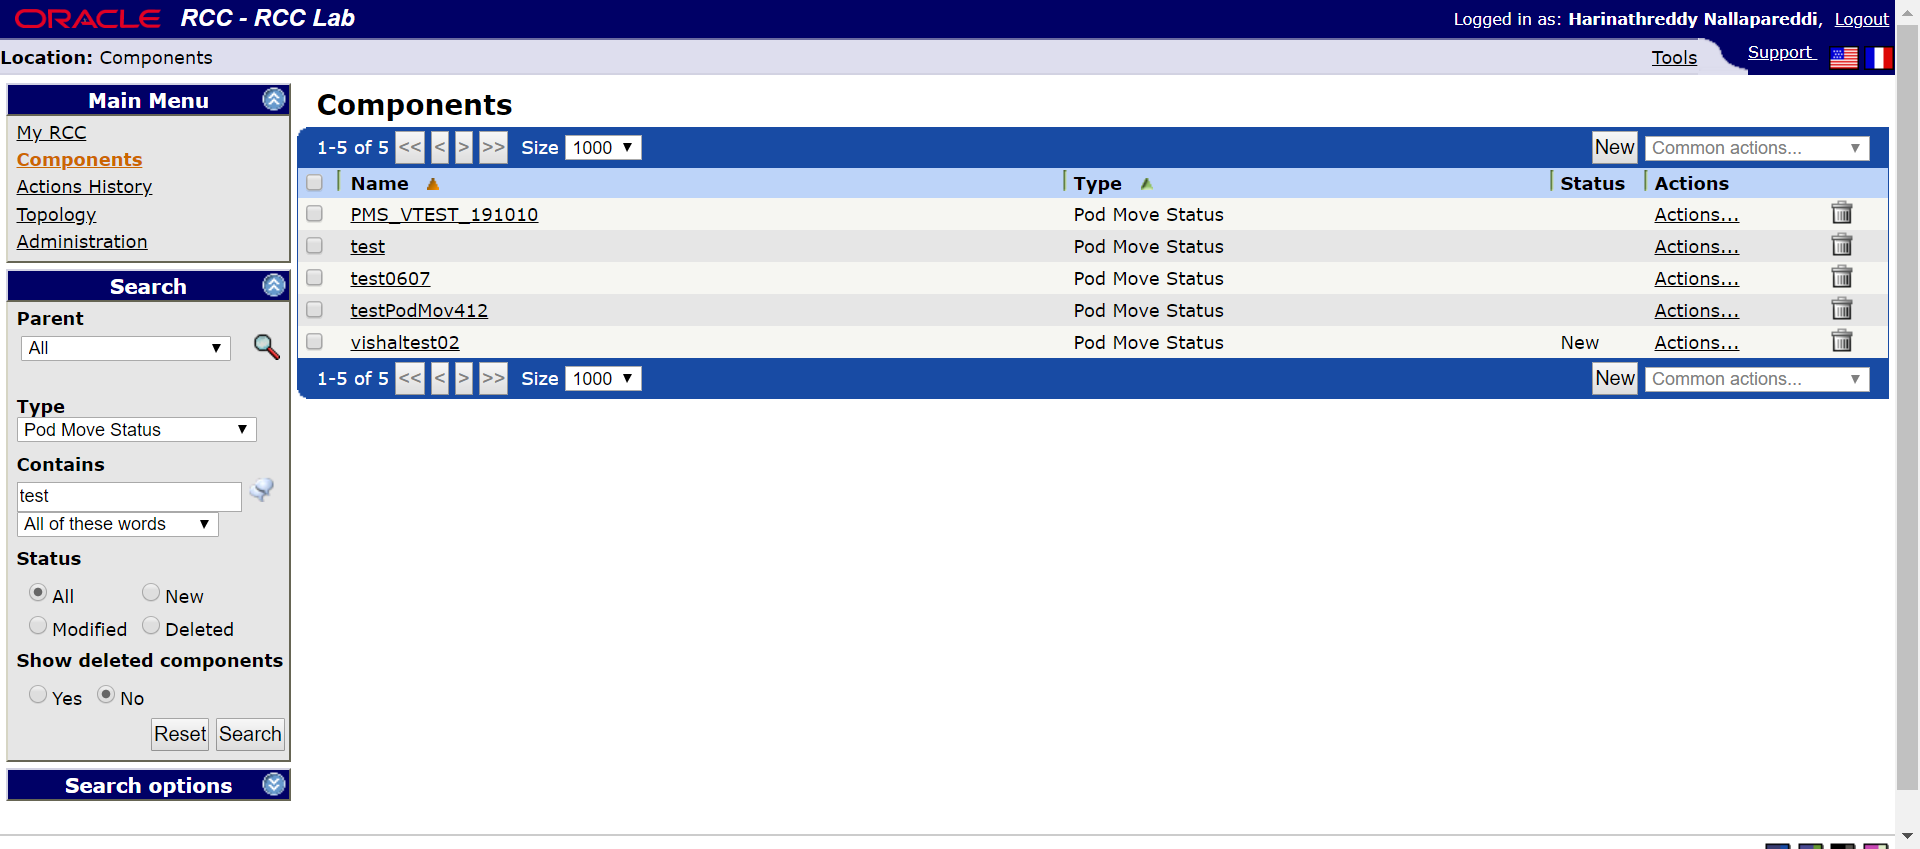 ORACLE RCC - RCC Lab
Logged in as: Harinathreddy Nallapareddi, Logout
Location: Components
Tools
Support
Main Menu
My RCC
Components
Actions History
Topology
Administration
Search
Parent
All
Type
Pod Move Status
Contains
test
All of these words
Status
All New
Modified Deleted
Show deleted components
Yes No
Reset Search
Search options
Components
1-5 of 5 << < > >> Size 1000 New Common actions...
Name Type Status Actions
PMS_VTEST_191010 Pod Move Status Actions...
test Pod Move Status Actions...
test0607 Pod Move Status Actions...
testPodMov412 Pod Move Status Actions...
vishaltest02 Pod Move Status New Actions...
1-5 of 5 << < > >> Size 1000 New Common actions...